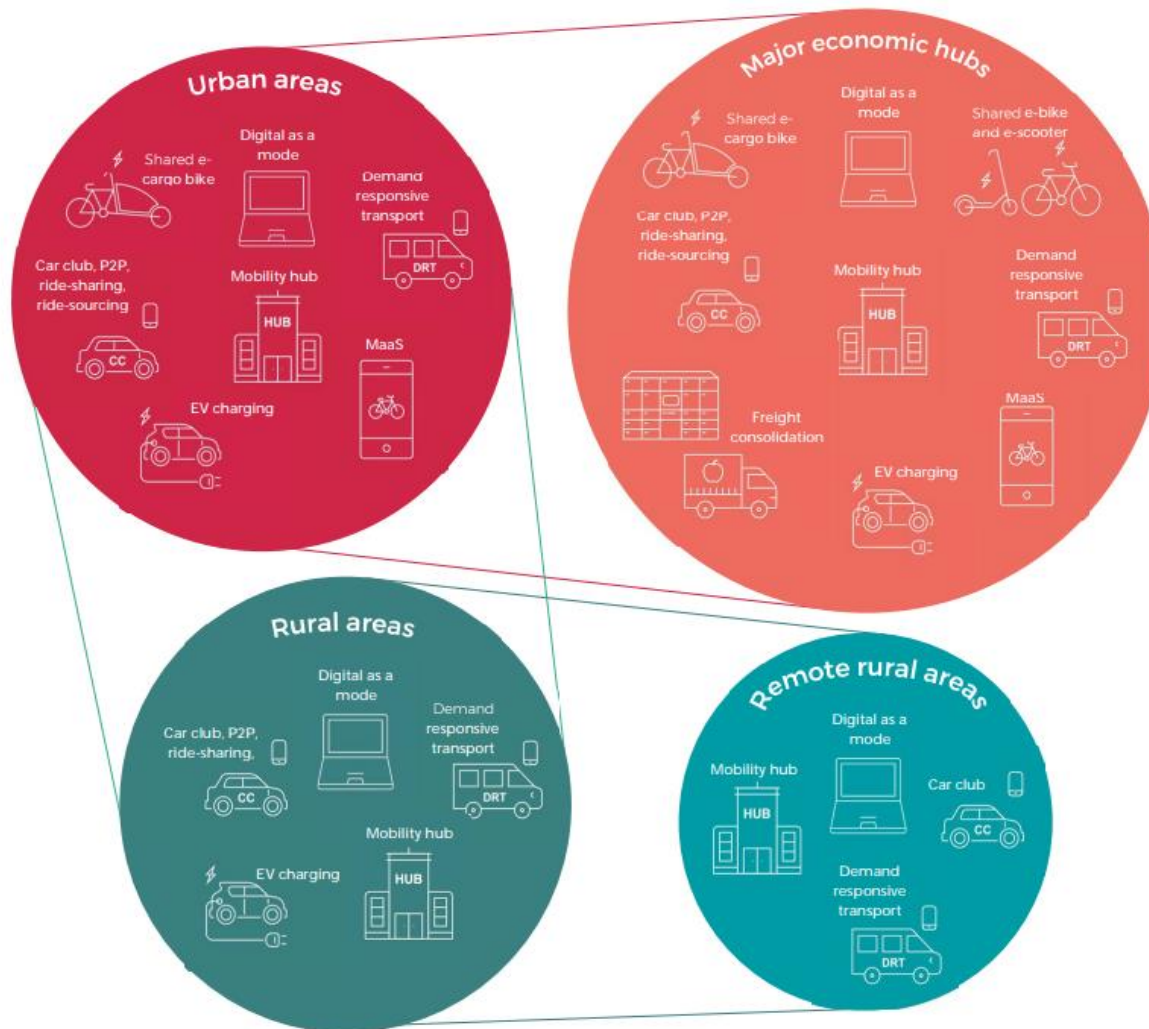 Urban areas
Shared e-
cargo bike
Digital as a
mode
Demand
responsive
transport
DRT
Car club, P2P,
ride-sharing,
ride-sourcing
CC
Mobility hub
HUB
MaaS
EV charging
Major economic hubs
Shared e-
cargo bike
Digital as a
mode
Shared e-bike
and e-scooter
Car club, P2P,
ride-sharing,
ride-sourcing
CC
Mobility hub
HUB
Demand
responsive
transport
DRT
Freight
consolidation
MaaS
EV charging
Rural areas
Digital as a
mode
Car club, P2P,
ride-sharing,
CC
Demand
responsive
transport
DRT
Mobility hub
HUB
EV charging
Remote rural areas
Digital as a
mode
Mobility hub
HUB
Car club
CC
Demand
responsive
transport
DRT